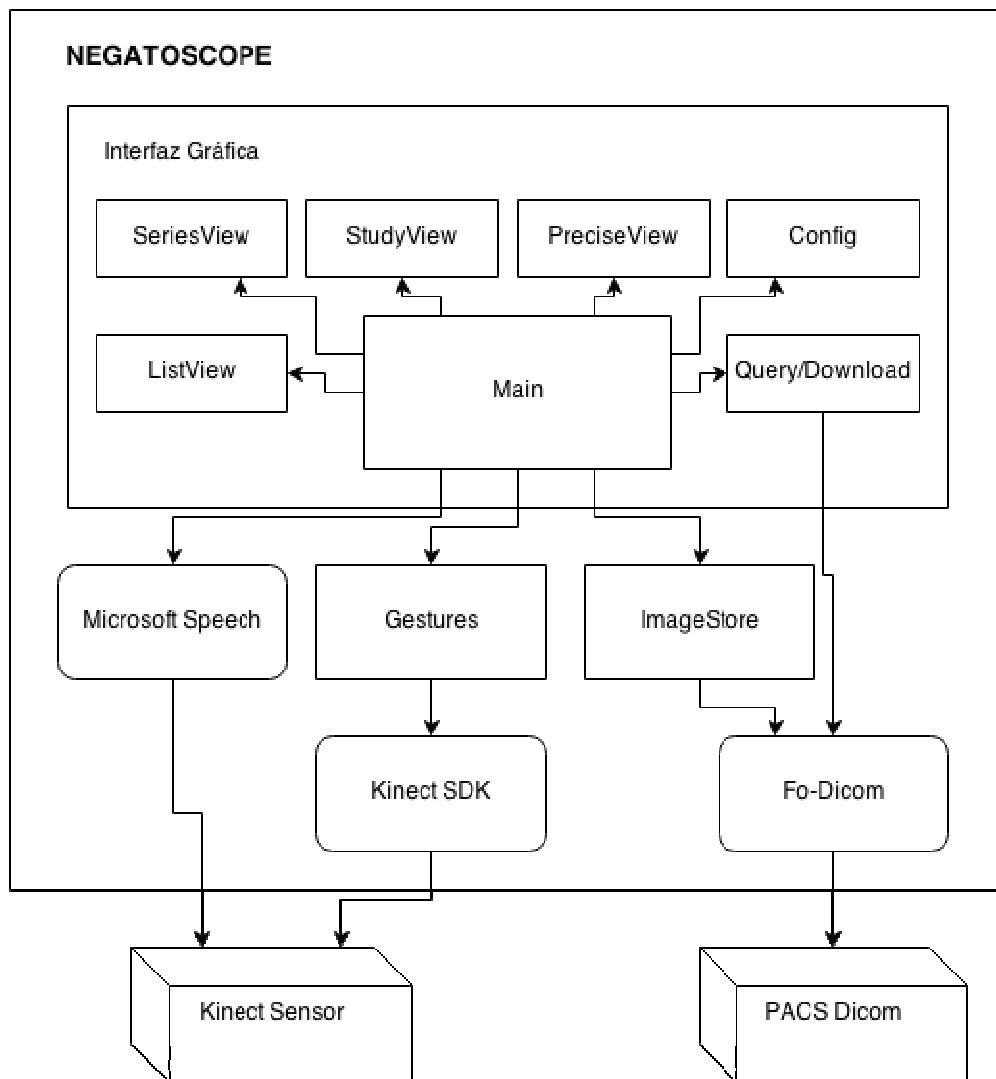 NEGATOSCOPE
Interfaz Gráfica
SeriesView
StudyView
PreciseView
Config
ListView
Main
Query/Download
Microsoft Speech
Gestures
ImageStore
Kinect SDK
Fo-Dicom
Kinect Sensor
PACS Dicom